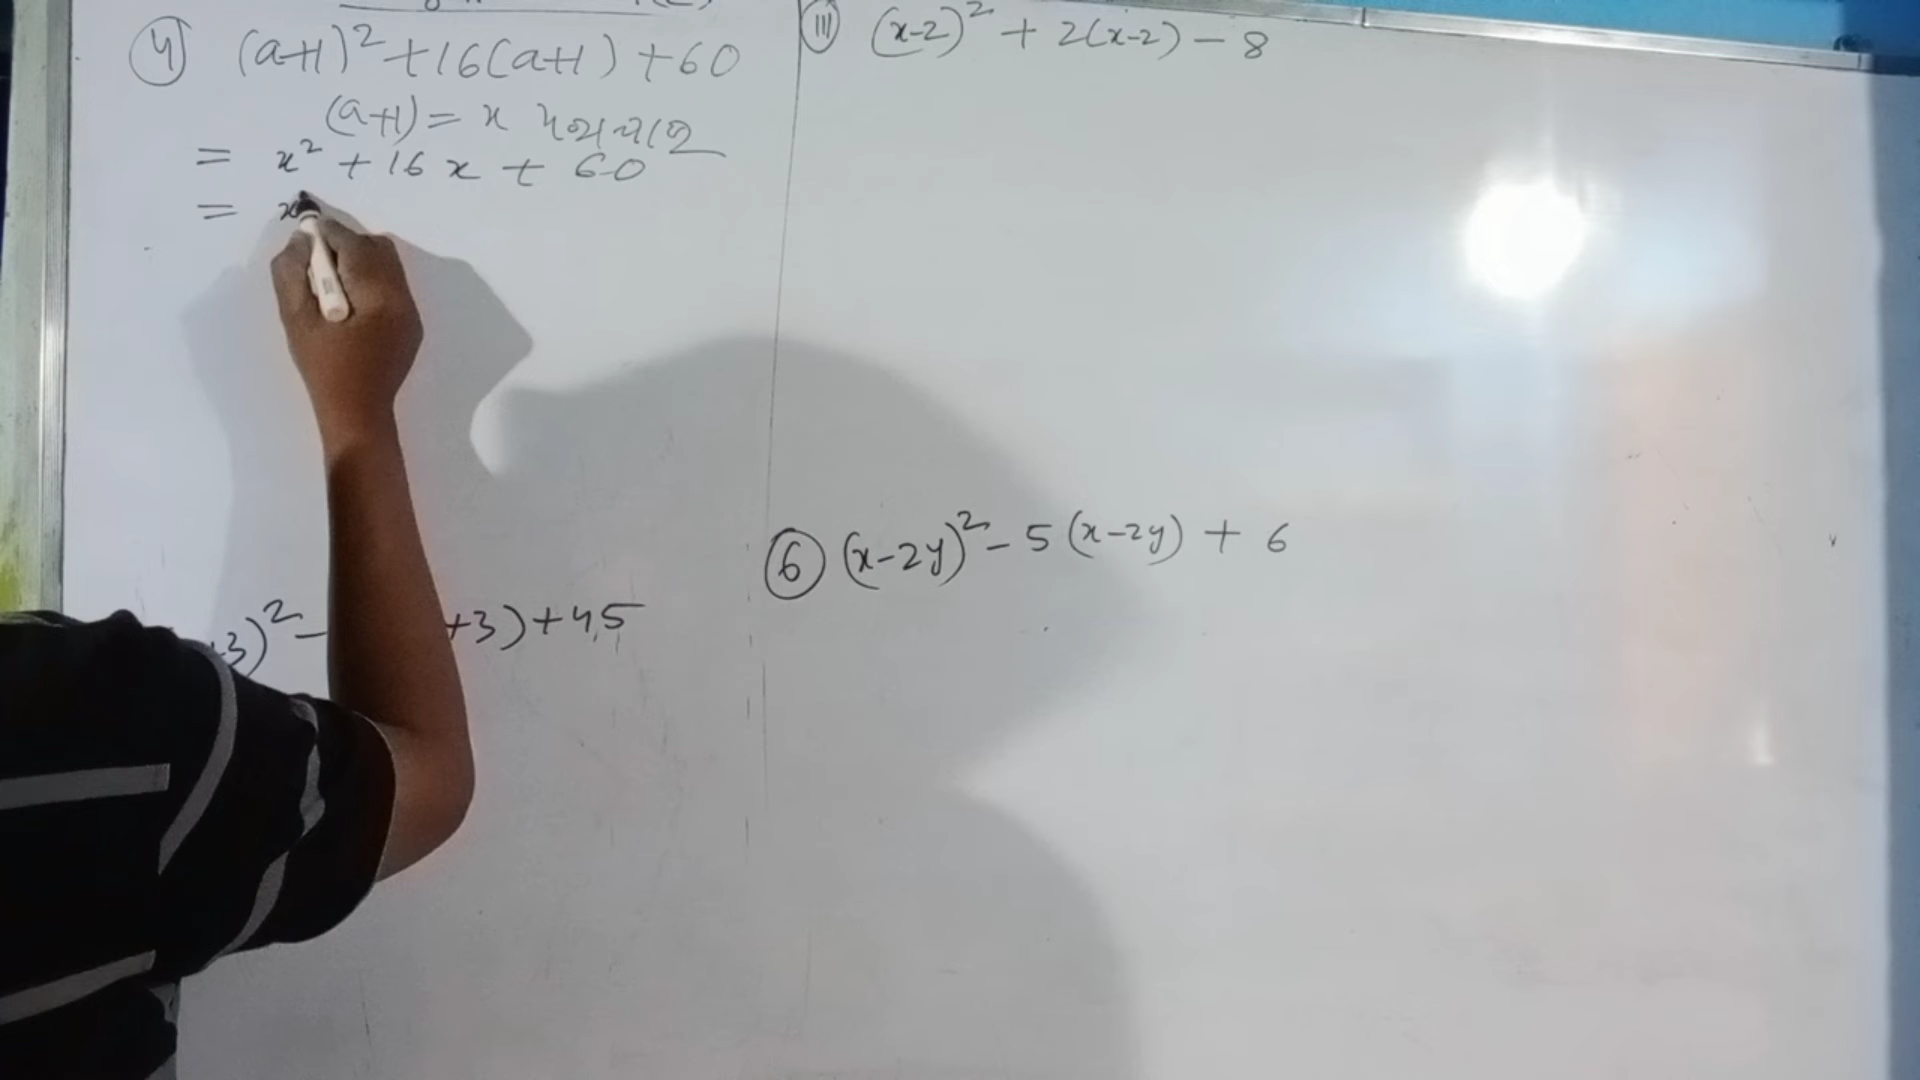 ④ (a+1)² + 16(a+1) + 60
(a+1) = x
= x² + 16x + 60
= x
+3)² - +3) + 45
ⅲ (x-2)² + 2(x-2) - 8
⑥ (x-2y)² - 5(x-2y) + 6